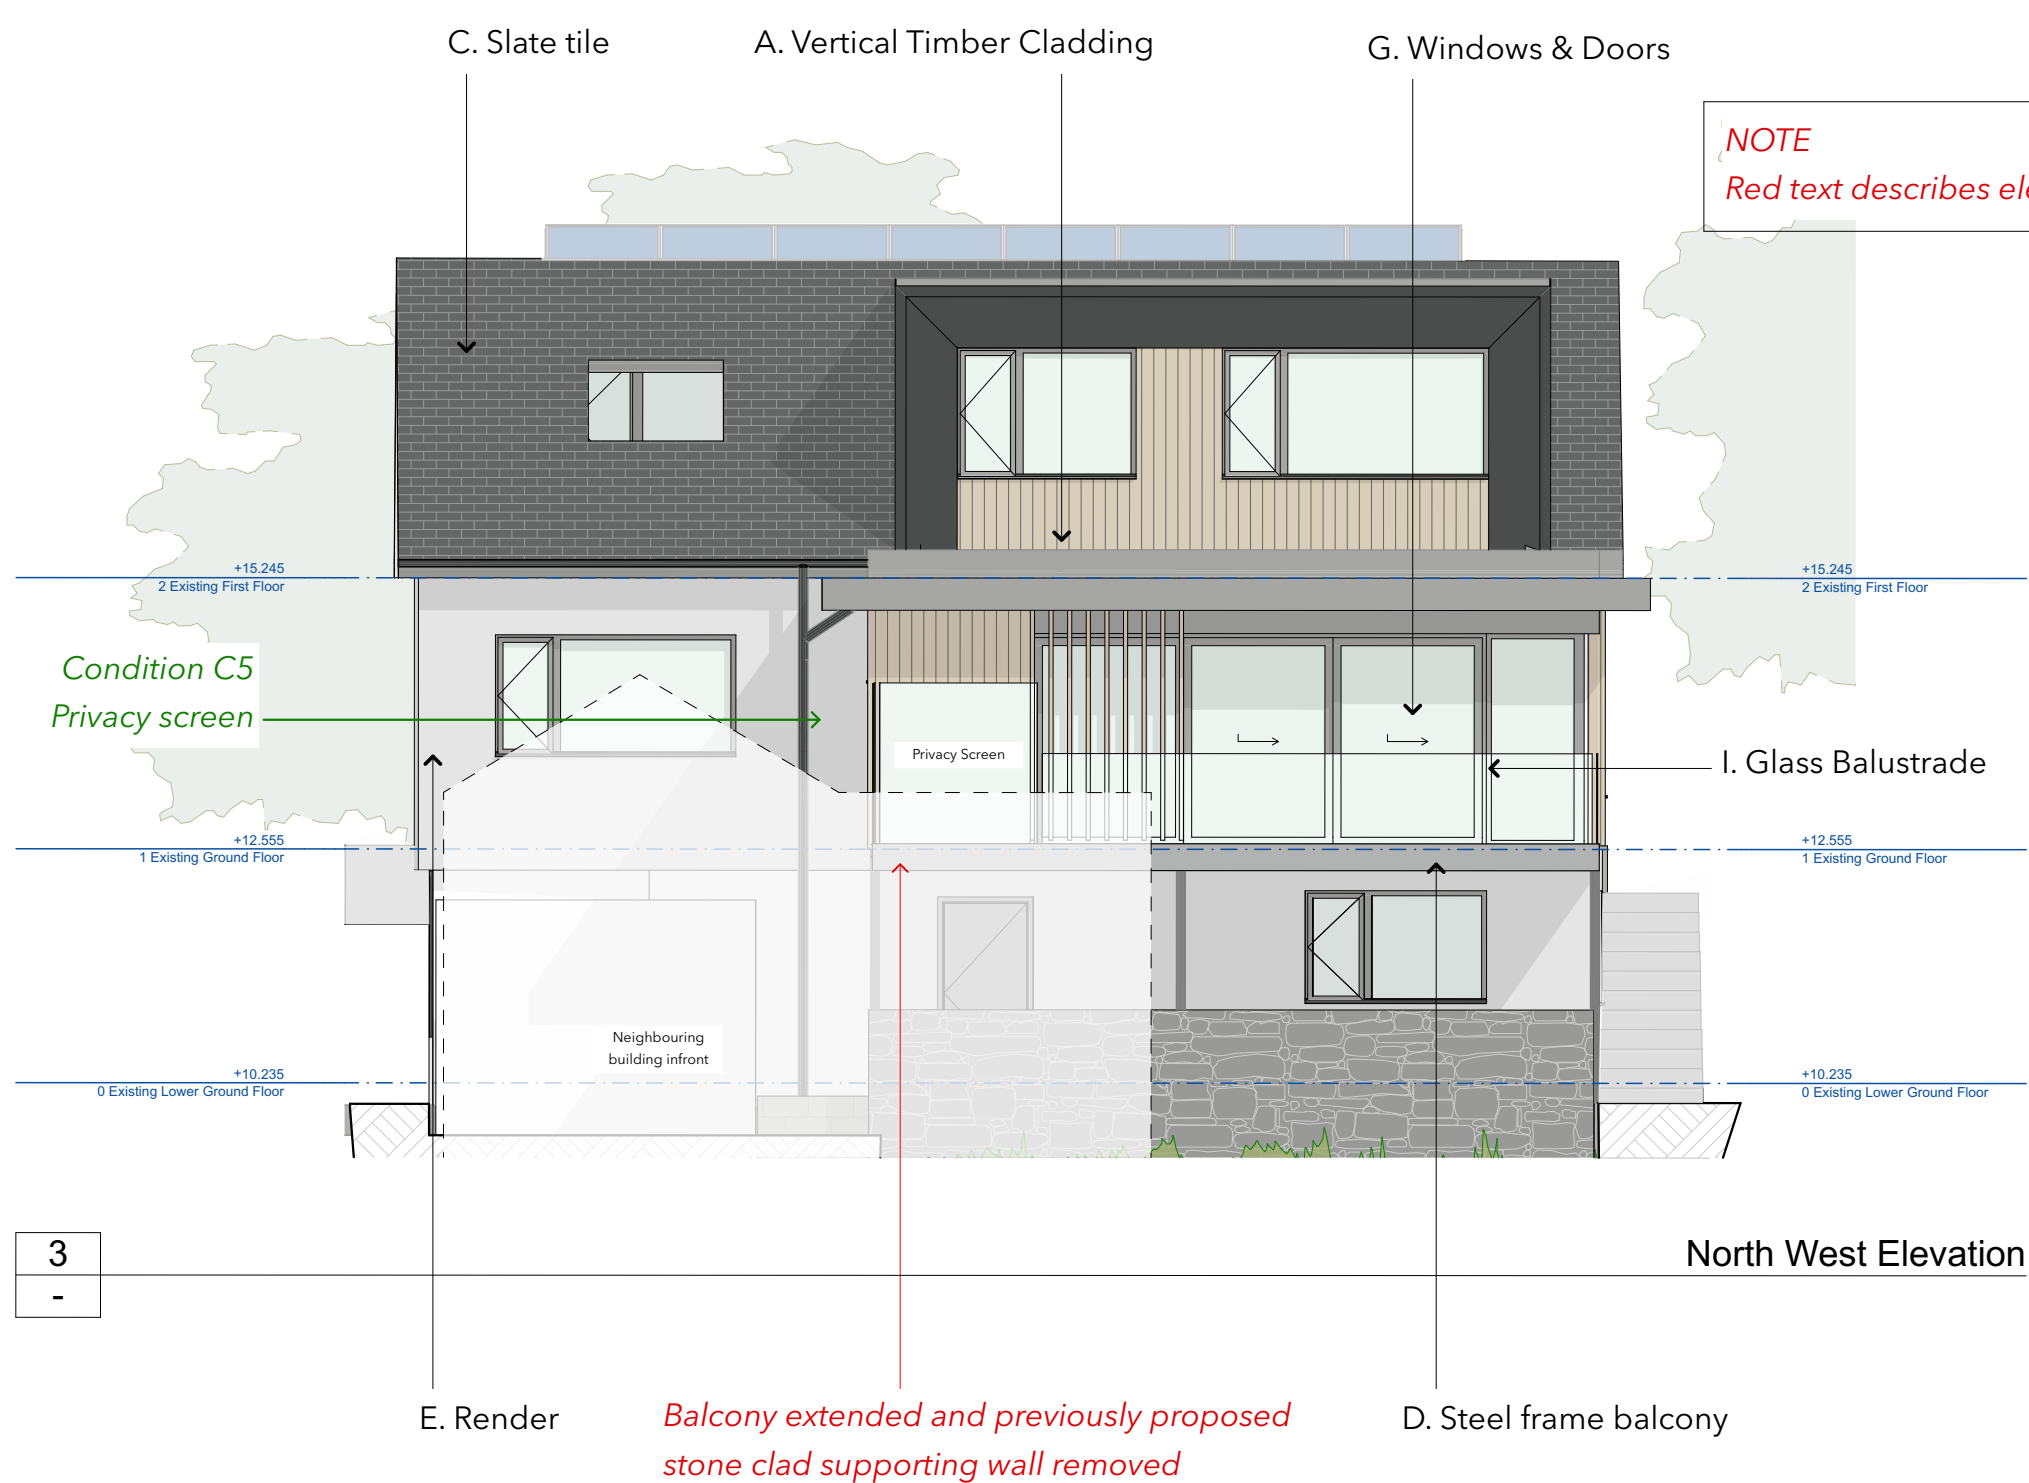 C. Slate tile
A. Vertical Timber Cladding
G. Windows & Doors
NOTE
Red text describes
+15.245
2 Existing First Floor
+15.245
2 Existing First Floor
Condition C5
Privacy screen
Privacy Screen
I. Glass Balustrade
+12.555
1 Existing Ground Floor
+12.555
1 Existing Ground Floor
Neighbouring
building infront
+10.235
0 Existing Lower Ground Floor
+10.235
0 Existing Lower Ground Floor
3
-
North West Elevation
E. Render
Balcony extended and previously proposed
stone clad supporting wall removed
D. Steel frame balcony